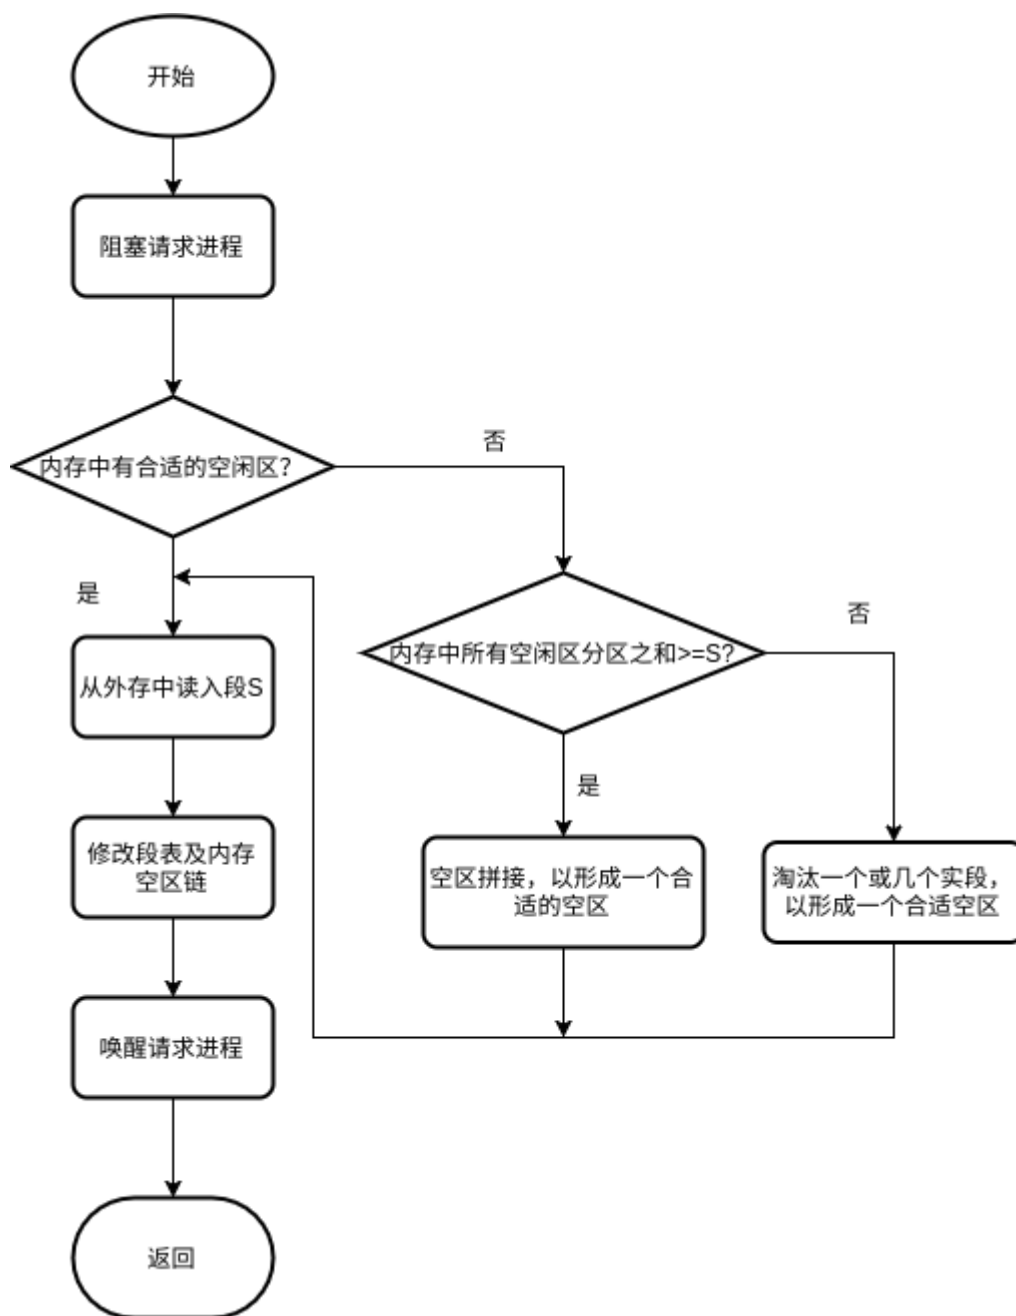 开始
阻塞请求进程
内存中有合适的空闲区?
否
是
从外存中读入段S
修改段表及内存
空区链
唤醒请求进程
返回
内存中所有空闲区分区之和>=S?
否
是
空区拼接，以形成一个合
适的空区
淘汰一个或几个实段，
以形成一个合适空区